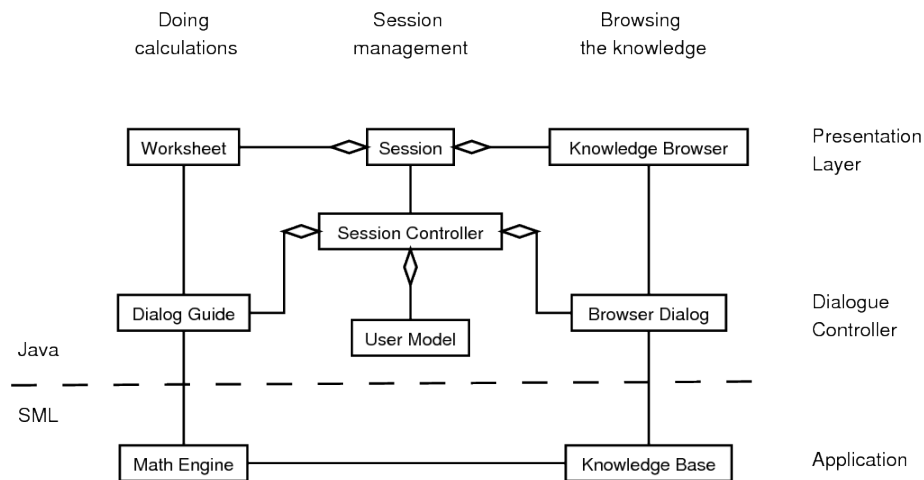 Doing
calculations
Session
management
Browsing
the knowledge
Worksheet
Session
Knowledge Browser
Presentation
Layer
Session Controller
Dialog Guide
User Model
Browser Dialog
Dialogue
Controller
Java
SML
Math Engine
Knowledge Base
Application